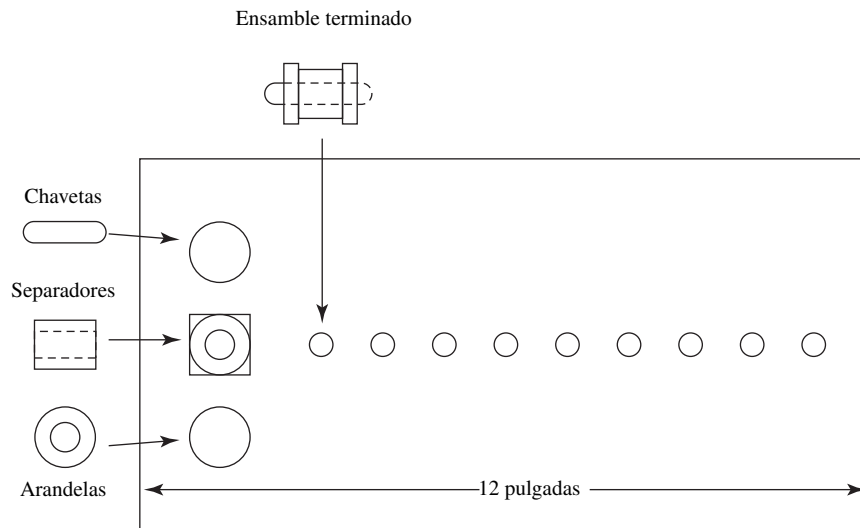 Ensamble terminado
Chavetas
Separadores
Arandelas
12 pulgadas